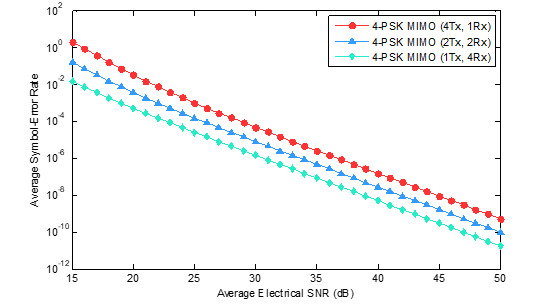 10^2
10^0
10^-2
10^-4
10^-6
10^-8
10^-10
10^-12
Average Symbol-Error Rate
4-PSK MIMO (4Tx, 1Rx)
4-PSK MIMO (2Tx, 2Rx)
4-PSK MIMO (1Tx, 4Rx)
15 20 25 30 35 40 45 50
Average Electrical SNR (dB)